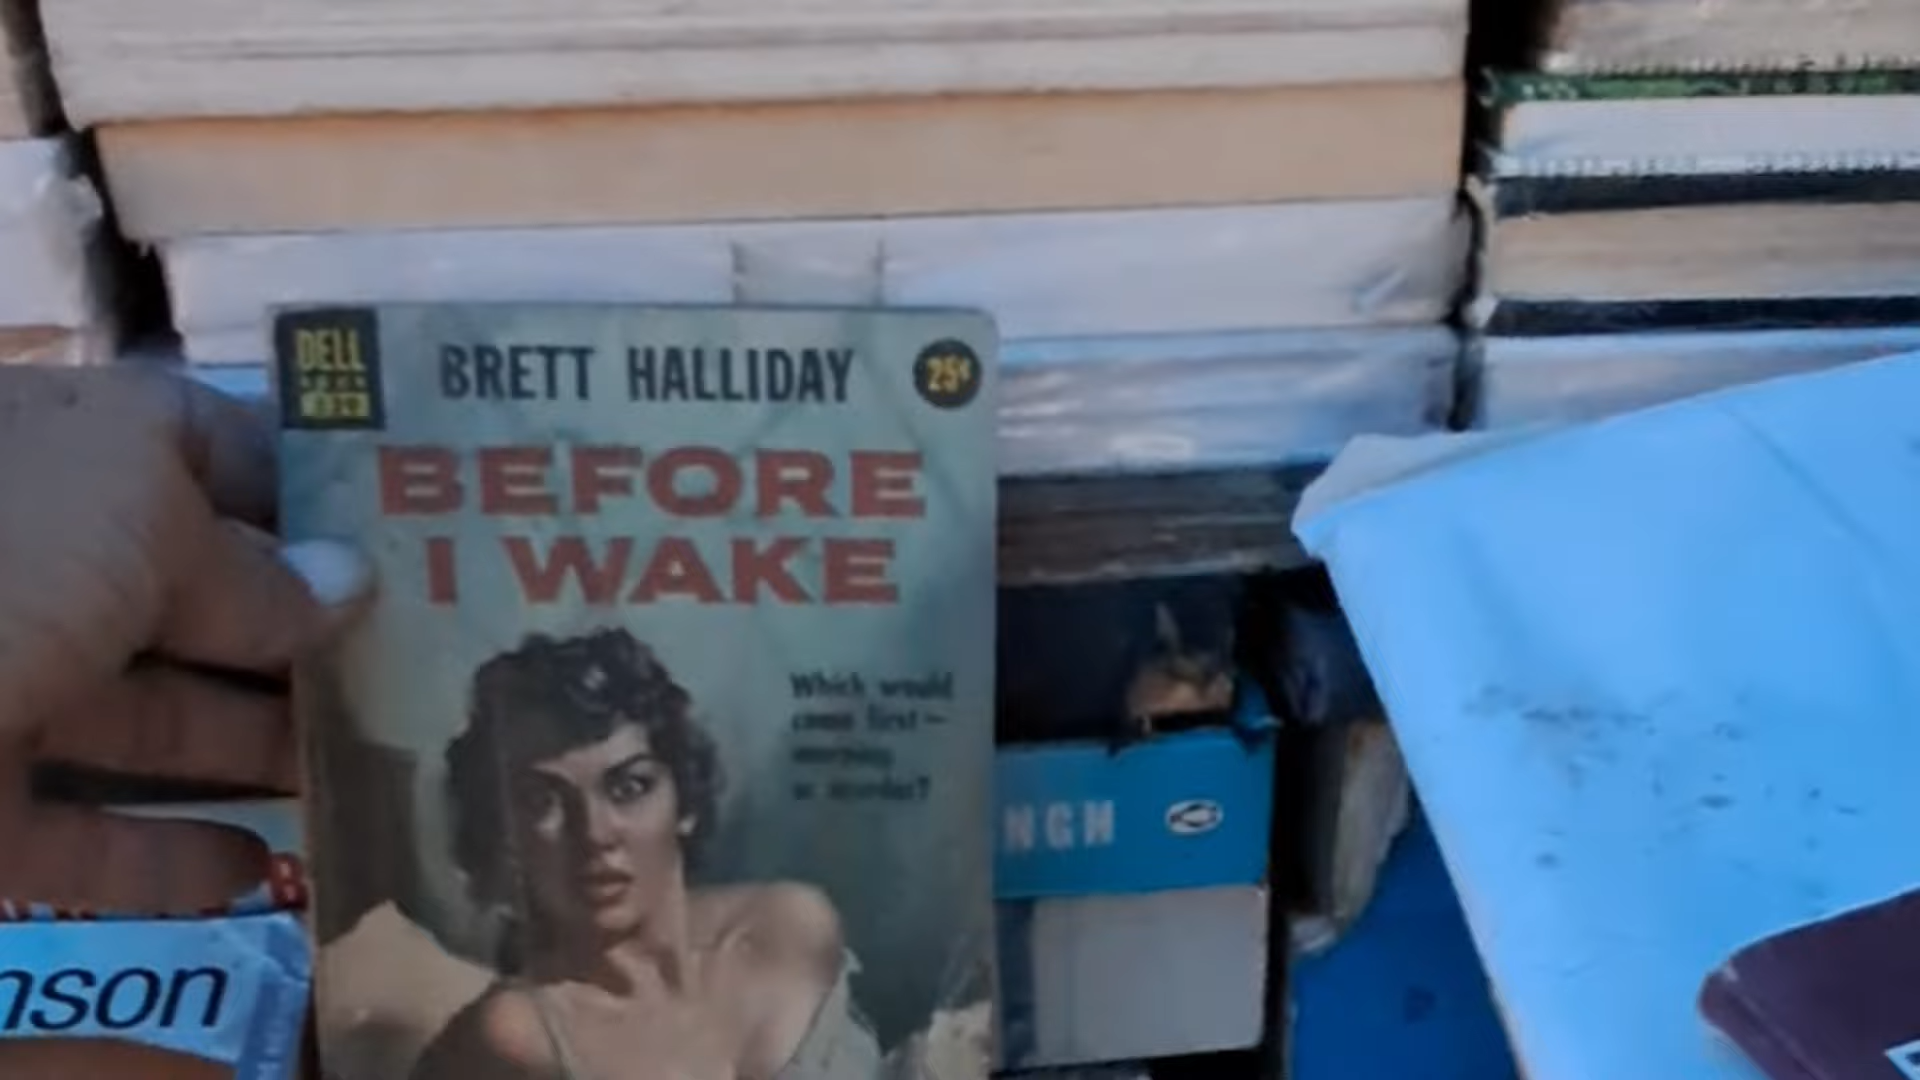 DELL
BRETT HALLIDAY
25¢
BEFORE
I WAKE
Which would
come first—
morning
or murder?
NGH
nson